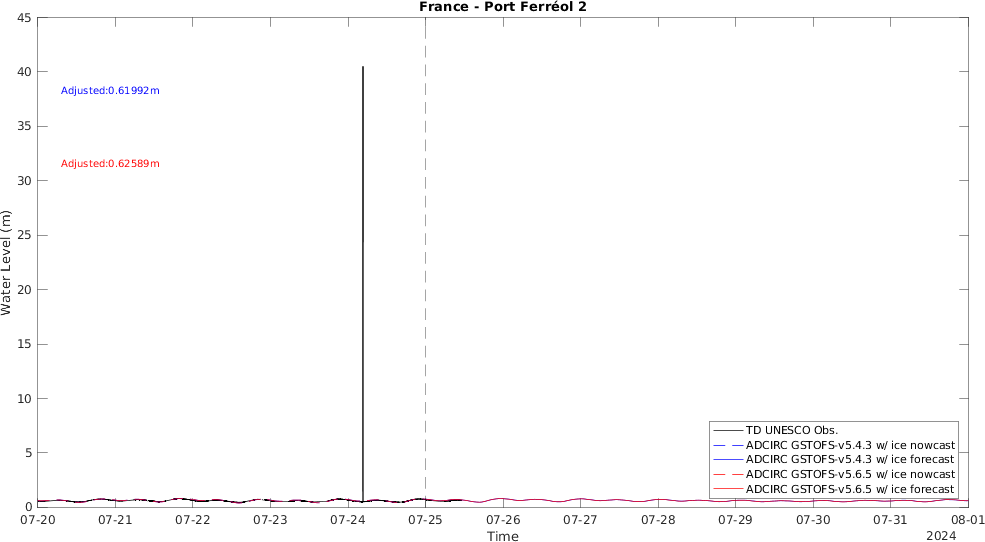 France - Port Ferréol 2
45
40
35
30
25
20
15
10
5
0
Water Level (m)
Adjusted:0.61992m
Adjusted:0.62589m
TD UNESCO Obs.
ADCIRC GSTOFS-v5.4.3 w/ ice nowcast
ADCIRC GSTOFS-v5.4.3 w/ ice forecast
ADCIRC GSTOFS-v5.6.5 w/ ice nowcast
ADCIRC GSTOFS-v5.6.5 w/ ice forecast
07-20 07-21 07-22 07-23 07-24 07-25 07-26 07-27 07-28 07-29 07-30 07-31 08-01
Time
2024